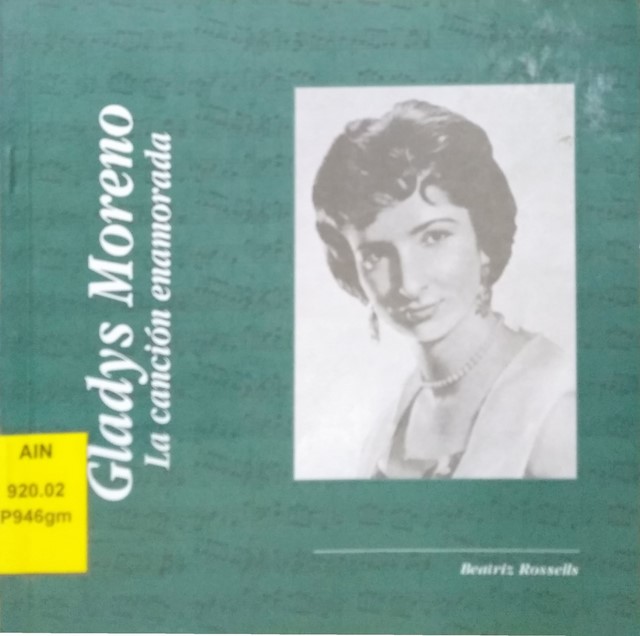 Gladys Moreno
La canción enamorada
AIN
920.02
P946gm
Beatriz Rossells